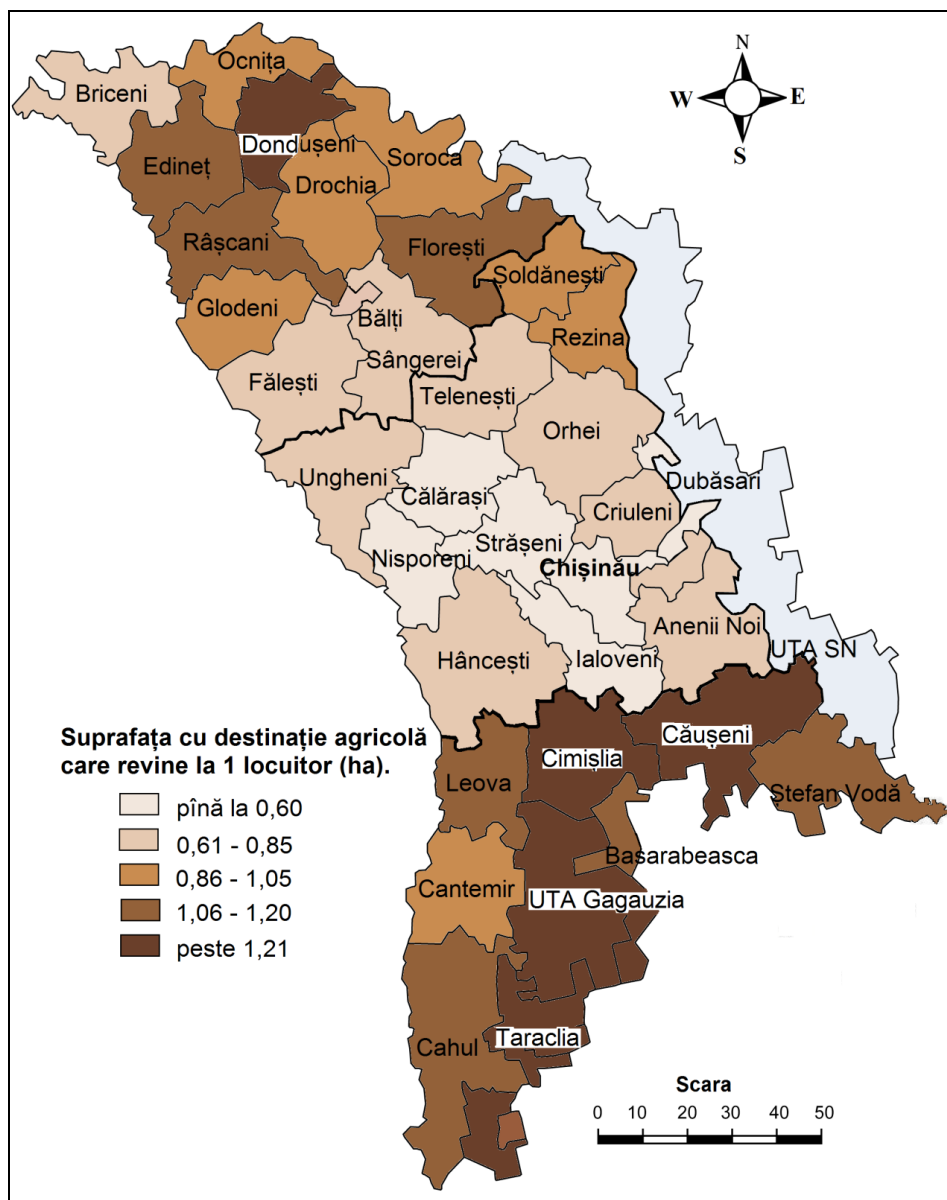 Ocnița
N
Briceni
W
E
Dondușeni
Soroca
S
Edineț
Drochia
Râșcani
Florești
Șoldănești
Glodeni
Bălți
Rezina
Sângerei
Fălești
Telenești
Orhei
Ungheni
Dubăsari
Călărași
Criuleni
Strășeni
Nisporeni
Chișinău
Anenii Noi
UTA SN
Ialoveni
Hâncești
Căușeni
Suprafața cu destinație agricolă
care revine la 1 locuitor (ha).
Cimișlia
Leova
Ștefan Vodă
pînă la 0,60
0,61 - 0,85
0,86 - 1,05
1,06 - 1,20
peste 1,21
Basarabeasca
Cantemir
UTA Gagauzia
Taraclia
Cahul
Scara
0 10 20 30 40 50